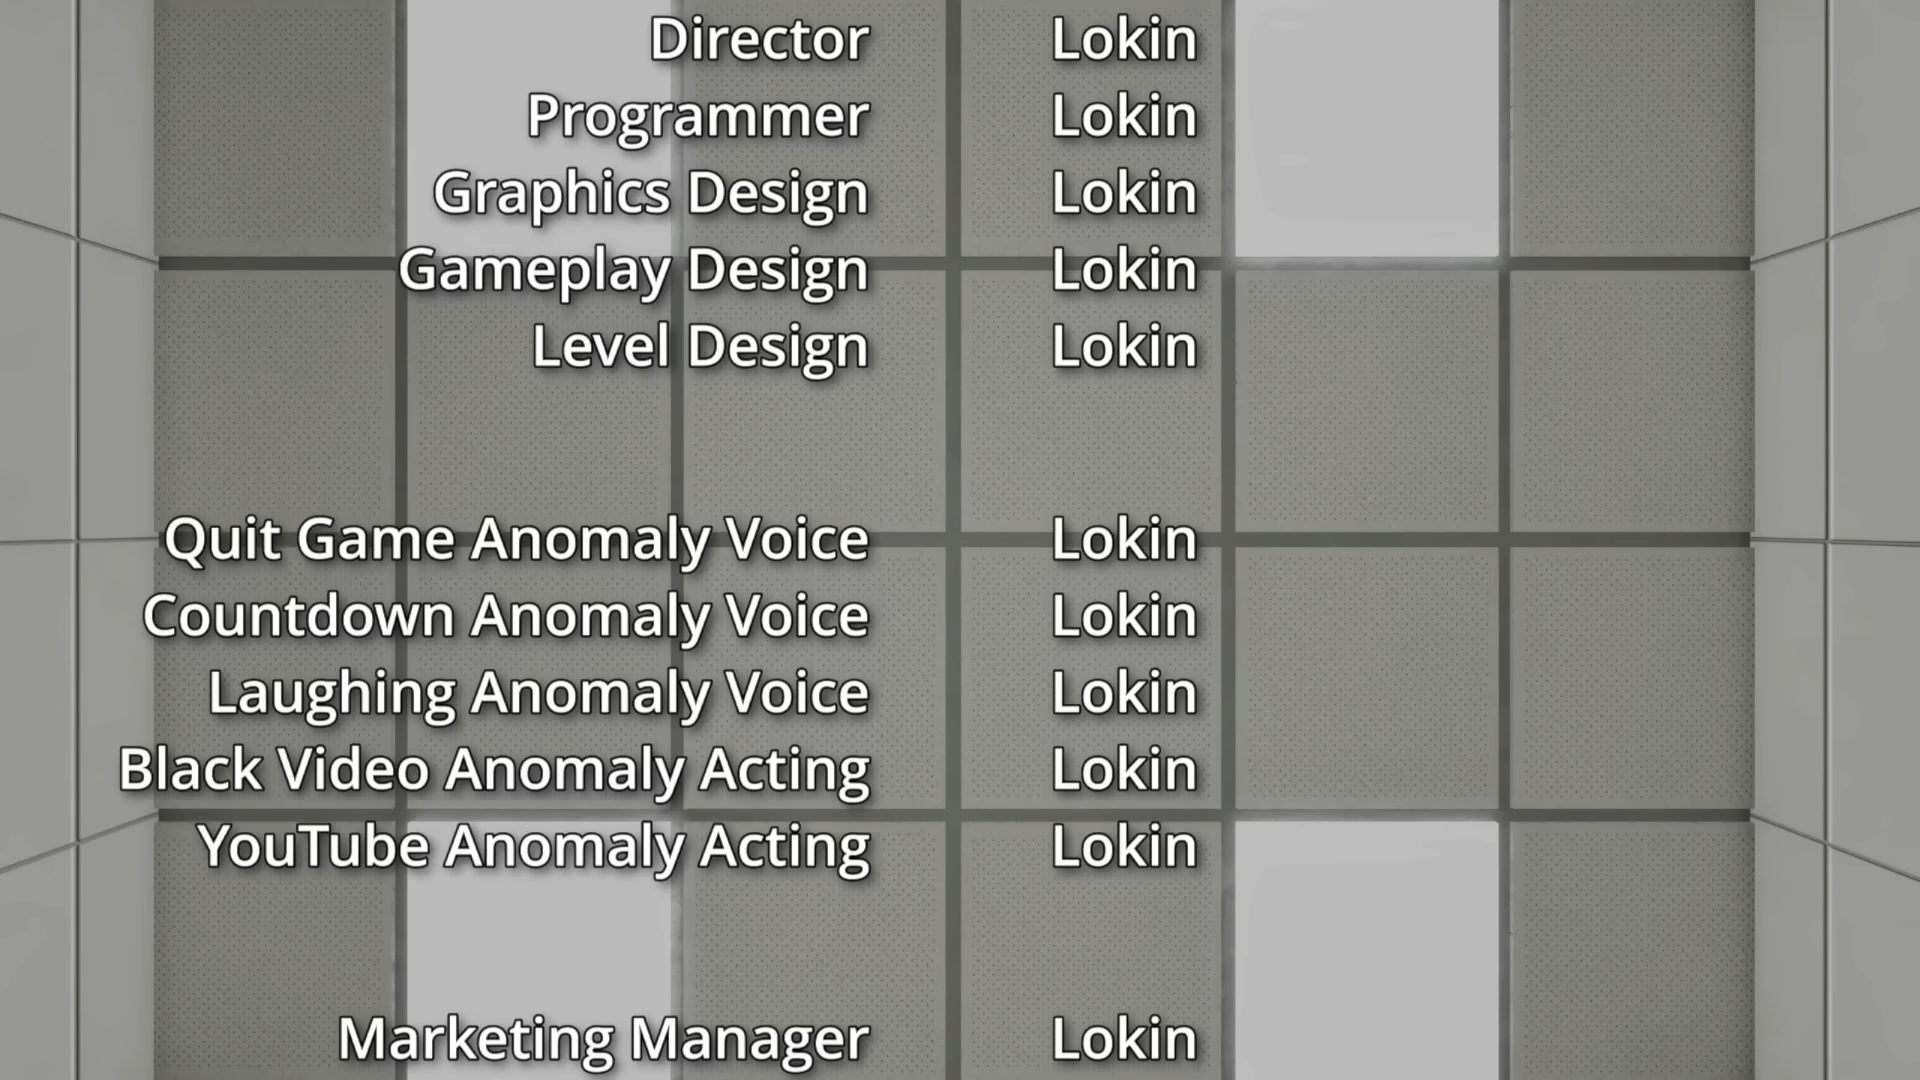 Director Lokin
Programmer Lokin
Graphics Design Lokin
Gameplay Design Lokin
Level Design Lokin
Quit Game Anomaly Voice Lokin
Countdown Anomaly Voice Lokin
Laughing Anomaly Voice Lokin
Black Video Anomaly Acting Lokin
YouTube Anomaly Acting Lokin
Marketing Manager Lokin